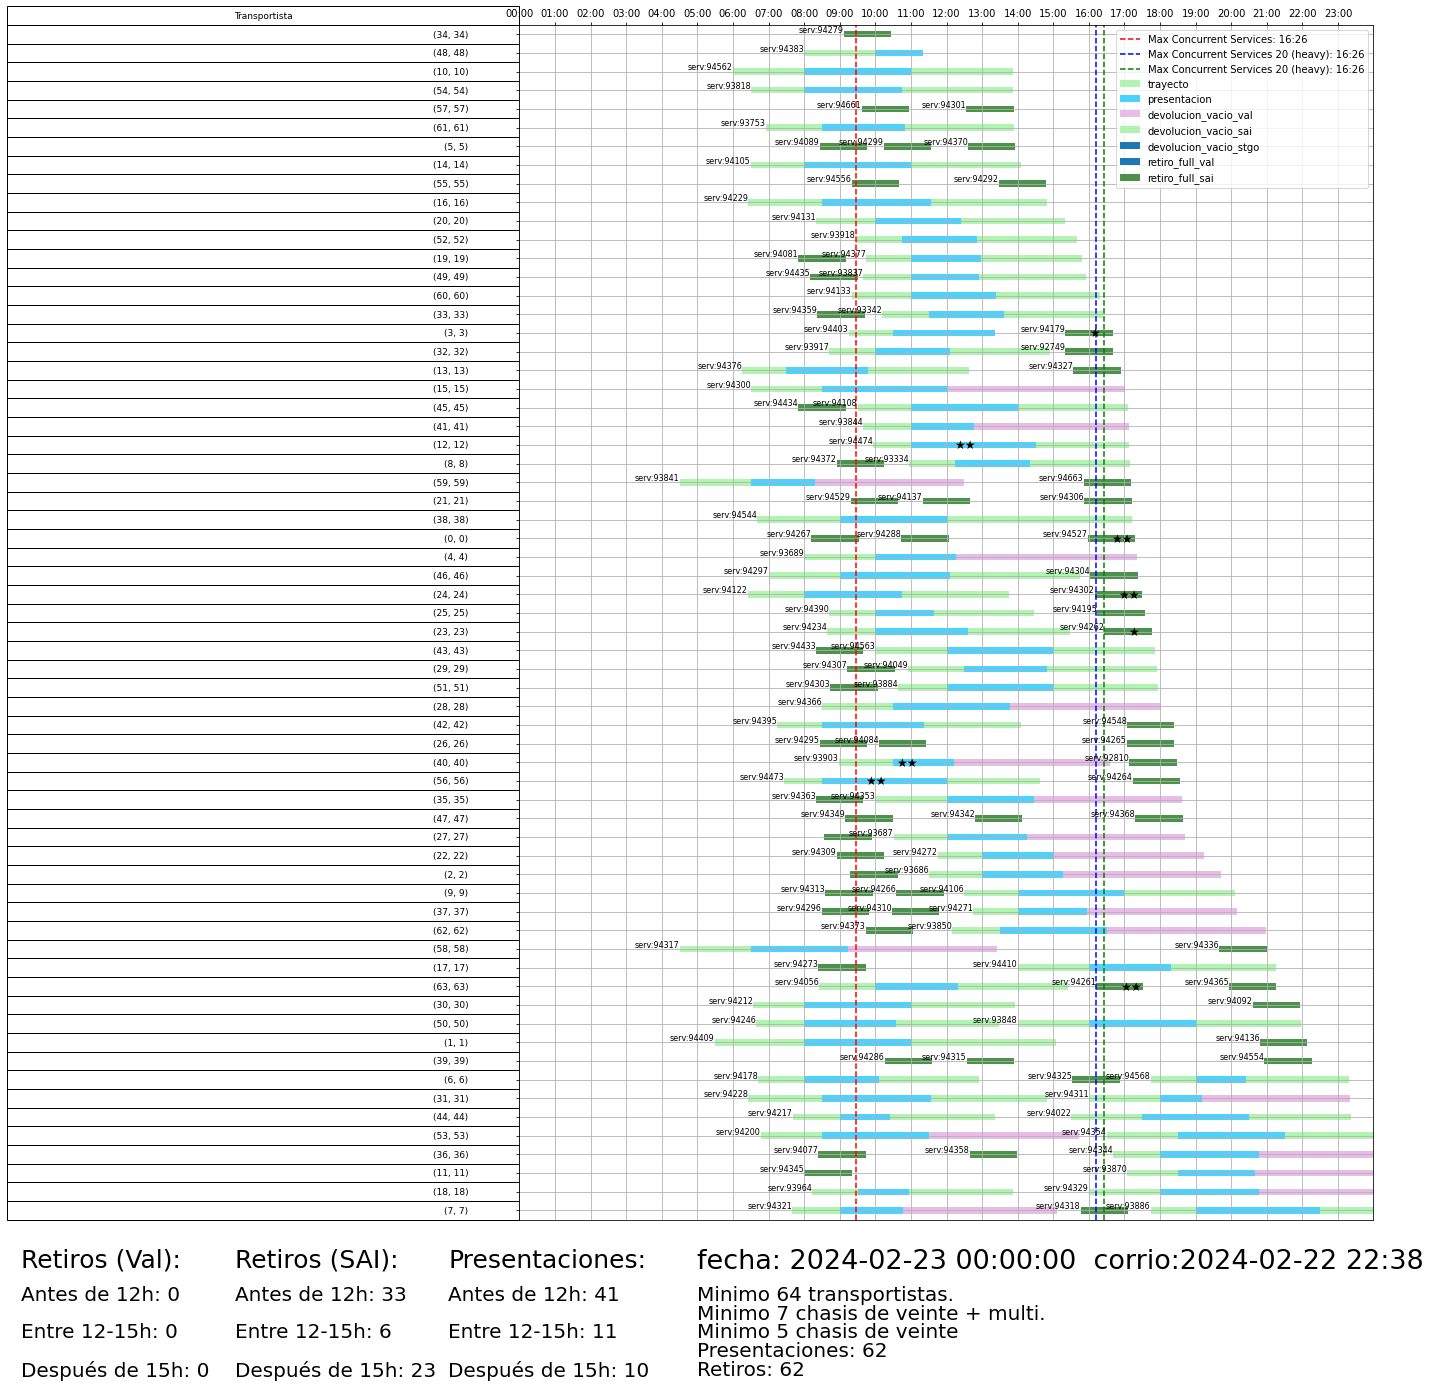 Transportista
00:00 01:00 02:00 03:00 04:00 05:00 06:00 07:00 08:00 09:00 10:00 11:00 12:00 13:00 14:00 15:00 16:00 17:00 18:00 19:00 20:00 21:00 22:00 23:00
Max Concurrent Services: 16:26
Max Concurrent Services 20 (heavy): 16:26
Max Concurrent Services 20 (heavy): 16:26
trayecto
presentacion
devolucion_vacio_val
devolucion_vacio_sai
devolucion_vacio_stgo
retiro_full_val
retiro_full_sai
(34, 34) serv:94279
(48, 48) serv:94383
(10, 10) serv:94562
(54, 54) serv:93818
(57, 57) serv:94661 serv:94301
(61, 61) serv:93753
(5, 5) serv:94089 serv:94299 serv:94370
(14, 14) serv:94105
(55, 55) serv:94556 serv:94292
(16, 16) serv:94229
(20, 20) serv:94131
(52, 52) serv:93918
(19, 19) serv:94081 serv:94377
(49, 49) serv:94435 serv:93837
(60, 60) serv:94133
(33, 33) serv:94359 serv:93342
(3, 3) serv:94403 serv:94179
(32, 32) serv:93917 serv:92749
(13, 13) serv:94376 serv:94327
(15, 15) serv:94300
(45, 45) serv:94434 serv:94108
(41, 41) serv:93844
(12, 12) serv:94474
(8, 8) serv:94372 serv:93334
(59, 59) serv:93841 serv:94663
(21, 21) serv:94529 serv:94137 serv:94306
(38, 38) serv:94544
(0, 0) serv:94267 serv:94288 serv:94527
(4, 4) serv:93689
(46, 46) serv:94297 serv:94304
(24, 24) serv:94122 serv:94302
(25, 25) serv:94390 serv:94195
(23, 23) serv:94234 serv:94262
(43, 43) serv:94433 serv:94563
(29, 29) serv:94307 serv:94049
(51, 51) serv:94303 serv:93884
(28, 28) serv:94366
(42, 42) serv:94395 serv:94548
(26, 26) serv:94295 serv:94084 serv:94265
(40, 40) serv:93903 serv:92810
(56, 56) serv:94473 serv:94264
(35, 35) serv:94363 serv:94353
(47, 47) serv:94349 serv:94342 serv:94368
(27, 27) serv:93687
(22, 22) serv:94309 serv:94272
(2, 2) serv:93686
(9, 9) serv:94313 serv:94266 serv:94106
(37, 37) serv:94296 serv:94310 serv:94271
(62, 62) serv:94373 serv:93850
(58, 58) serv:94317 serv:94336
(17, 17) serv:94273 serv:94410
(63, 63) serv:94056 serv:94261 serv:94365
(30, 30) serv:94212 serv:94092
(50, 50) serv:94246 serv:93848
(1, 1) serv:94409 serv:94136
(39, 39) serv:94286 serv:94315 serv:94554
(6, 6) serv:94178 serv:94325 serv:94568
(31, 31) serv:94228 serv:94311
(44, 44) serv:94217 serv:94022
(53, 53) serv:94200 serv:94354
(36, 36) serv:94077 serv:94358 serv:94344
(11, 11) serv:94345 serv:93870
(18, 18) serv:93964 serv:94329
(7, 7) serv:94321 serv:94318 serv:93886
Retiros (Val):
Antes de 12h: 0
Entre 12-15h: 0
Después de 15h: 0
Retiros (SAI):
Antes de 12h: 33
Entre 12-15h: 6
Después de 15h: 23
Presentaciones:
Antes de 12h: 41
Entre 12-15h: 11
Después de 15h: 10
fecha: 2024-02-23 00:00:00 corrio:2024-02-22 22:38
Minimo 64 transportistas.
Minimo 7 chasis de veinte + multi.
Minimo 5 chasis de veinte
Presentaciones: 62
Retiros: 62